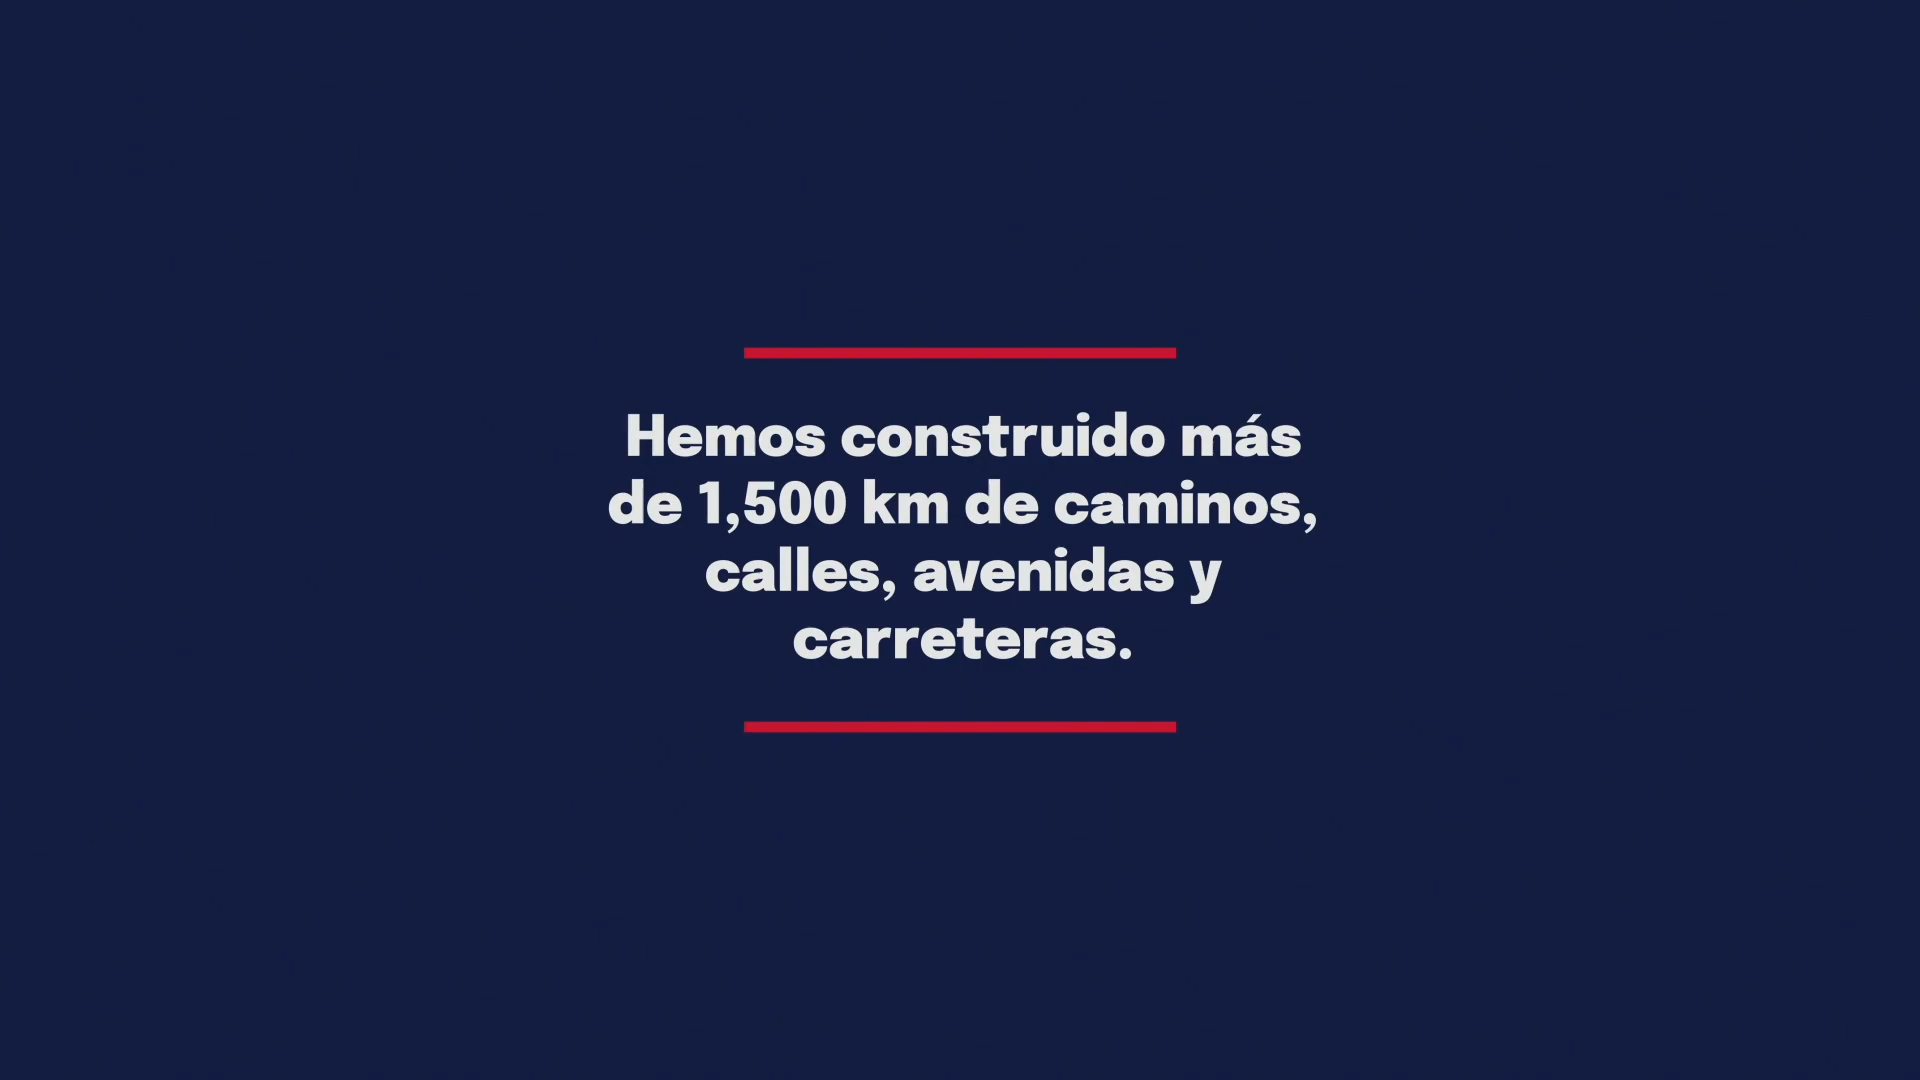 Hemos construido más
de 1,500 km de caminos,
calles, avenidas y
carreteras.